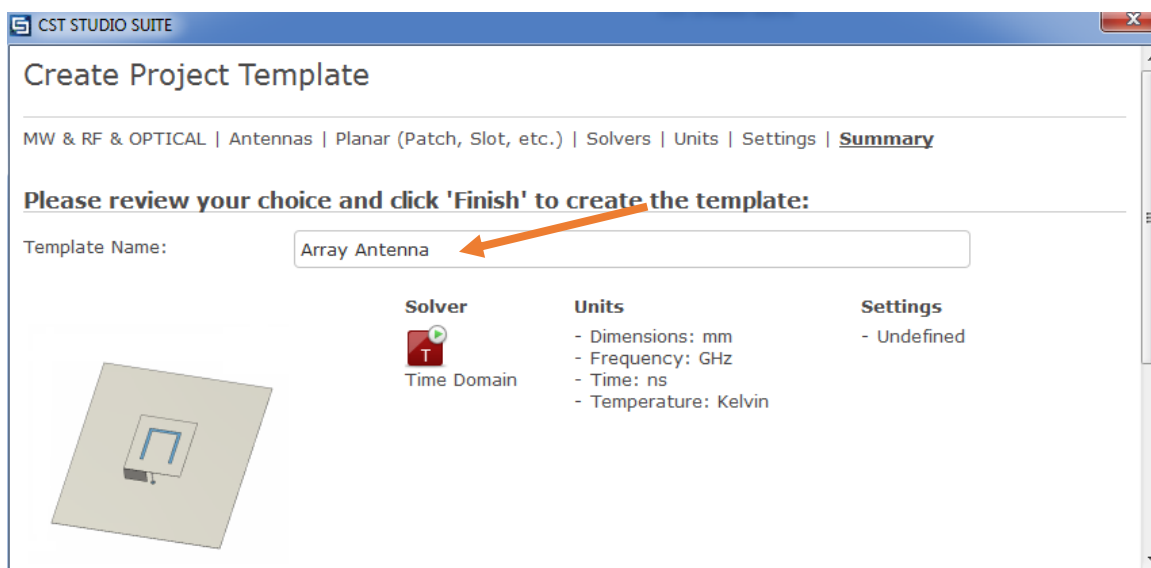 CST STUDIO SUITE
Create Project Template
MW & RF & OPTICAL | Antennas | Planar (Patch, Slot, etc.) | Solvers | Units | Settings | Summary
Please review your choice and click 'Finish' to create the template:
Template Name: Array Antenna
Solver Units Settings
- Dimensions: mm - Undefined
- Frequency: GHz
T
Time Domain - Time: ns
- Temperature: Kelvin